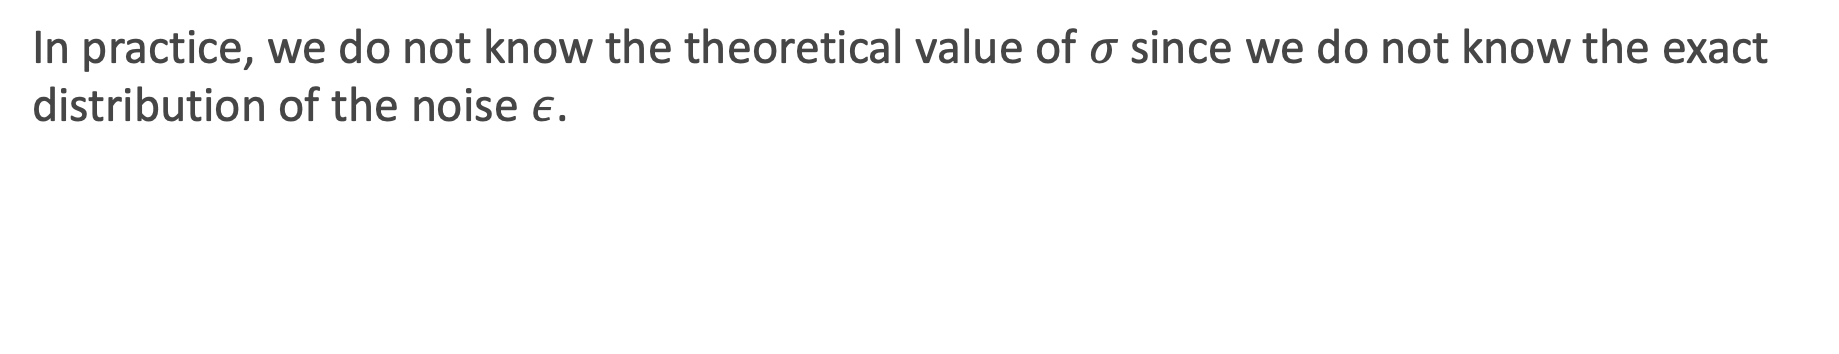 In practice, we do not know the theoretical value of σ since we do not know the exact
distribution of the noise ϵ.